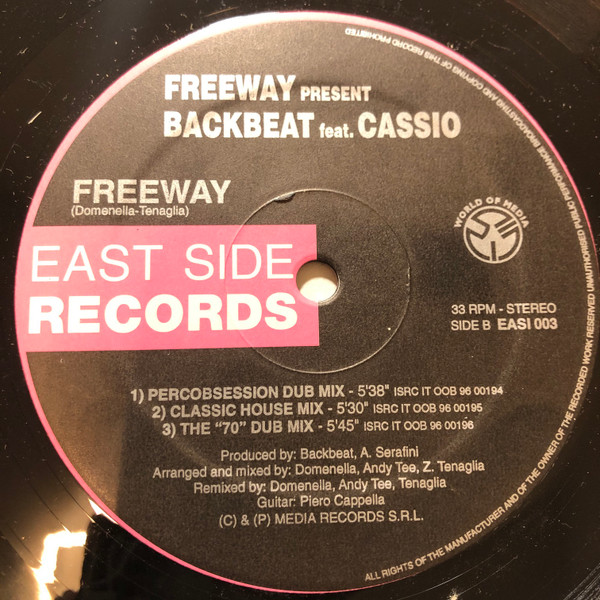 FREEWAY PRESENT
BACKBEAT feat. CASSIO
FREEWAY
(Domenella-Tenaglia)
EAST SIDE
RECORDS
WORLD OF MEDIA
33 RPM - STEREO
SIDE B EASI 003
1) PERCOBSESSION DUB MIX - 5'38" ISRC IT OOB 96 00194
2) CLASSIC HOUSE MIX - 5'30" ISRC IT OOB 96 00195
3) THE "70" DUB MIX - 5'45" ISRC IT OOB 96 00196
Produced by: Backbeat, A. Serafini
Arranged and mixed by: Domenella, Andy Tee, Z. Tenaglia
Remixed by: Domenella, Andy Tee, Tenaglia
Guitar: Piero Cappella
(C) & (P) MEDIA RECORDS S.R.L.
ALL RIGHTS OF THE MANUFACTURER AND OF THE OWNER OF THE RECORDED WORK RESERVED UNAUTHORISED PUBLIC PERFORMANCE BROADCASTING AND COPYING OF THIS RECORD PROHIBITED